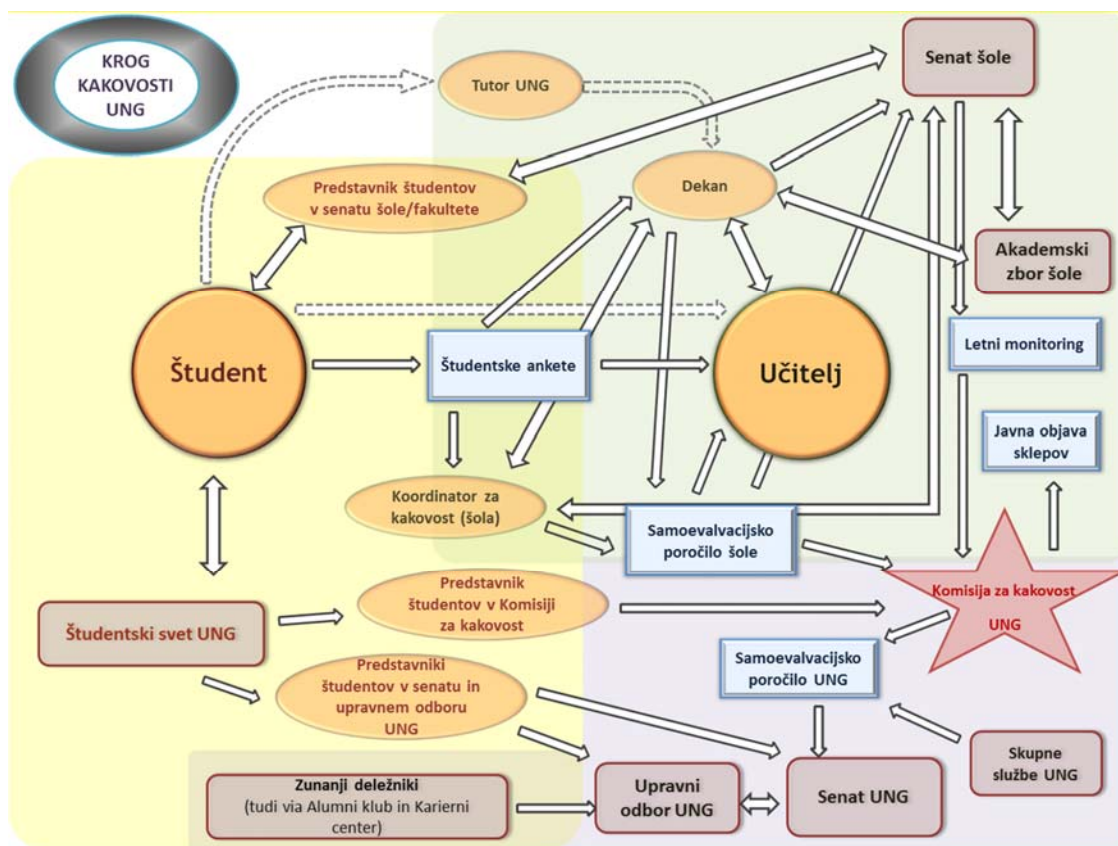 KROG
KAKOVOSTI
UNG
Tutor UNG
Senat šole
Predstavnik študentov
v senatu šole/fakultete
Dekan
Akademski
zbor šole
Študent
Študentske ankete
Učitelj
Letni monitoring
Javna objava
sklepov
Koordinator za
kakovost (šola)
Samoevalvacijsko
poročilo šole
Predstavnik
študentov v Komisiji
za kakovost
Komisija za kakovost
UNG
Študentski svet UNG
Samoevalvacijsko
poročilo UNG
Predstavniki
študentov v senatu in
upravnem odboru
UNG
Skupne
službe UNG
Zunanji deležniki
(tudi via Alumni klub in Karierni
center)
Upravni
odbor UNG
Senat UNG